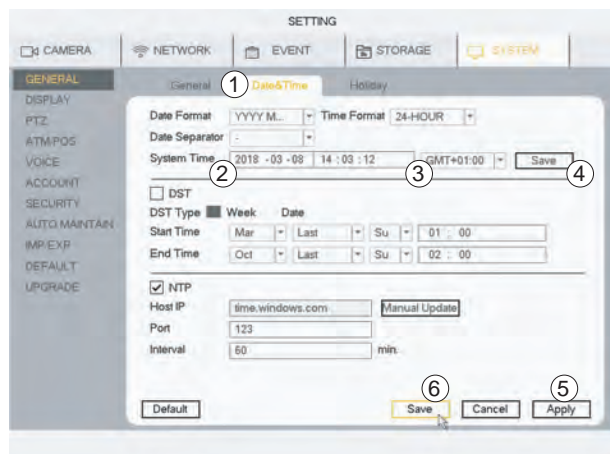 SETTING
CAMERA NETWORK EVENT STORAGE SYSTEM
GENERAL
DISPLAY
PTZ
ATM/POS
VOICE
ACCOUNT
SECURITY
AUTO MAINTAIN
IMP/EXP
DEFAULT
UPGRADE
General 1 Date&Time Holiday
Date Format YYYY M... Time Format 24-HOUR
Date Separator -
System Time 2018 - 03 - 08 14 : 03 : 12 GMT+01:00 Save
2 3 4
DST
DST Type Week Date
Start Time Mar Last Su 01 : 00
End Time Oct Last Su 02 : 00
NTP
Host IP time.windows.com Manual Update
Port 123
Interval 60 min.
6 5
Default Save Cancel Apply